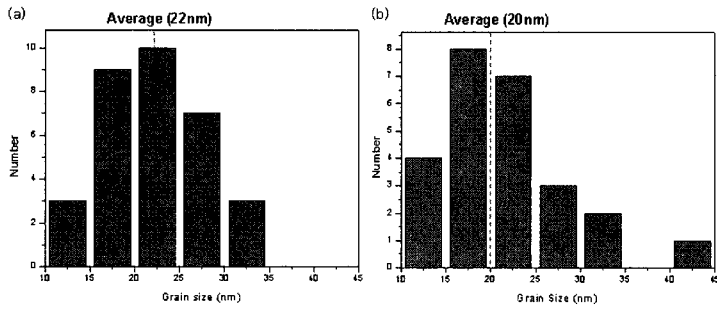 (a)
Average (22nm)
Number
10
8
6
4
2
0
10 15 20 25 30 35 40 45
Grain size (nm)
(b)
Average (20nm)
Number
8
7
6
5
4
3
2
1
0
10 15 20 25 30 35 40 45
Grain Size (nm)